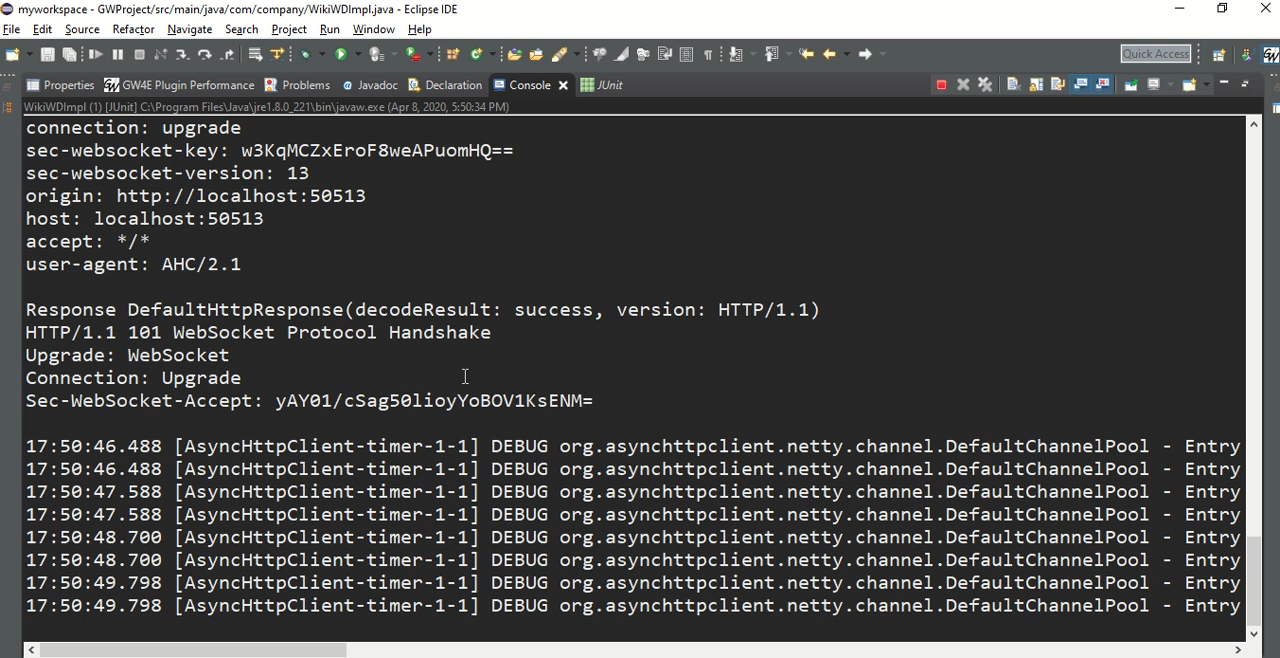 myworkspace - GWProject/src/main/java/com/company/WikiWDImpl.java - Eclipse IDE
File Edit Source Refactor Navigate Search Project Run Window Help
Quick Access
Properties GW4E Plugin Performance Problems Javadoc Declaration Console JUnit
WikiWDImpl (1) [JUnit] C:\Program Files\Java\jre1.8.0_221\bin\javaw.exe (Apr 8, 2020, 5:50:34 PM)
connection: upgrade
sec-websocket-key: w3KqMCZxEroF8weAPuomHQ==
sec-websocket-version: 13
origin: http://localhost:50513
host: localhost:50513
accept: */*
user-agent: AHC/2.1
Response DefaultHttpResponse(decodeResult: success, version: HTTP/1.1)
HTTP/1.1 101 WebSocket Protocol Handshake
Upgrade: WebSocket
Connection: Upgrade
Sec-WebSocket-Accept: yAY01/cSag50lioyYoBOV1KsENM=
17:50:46.488 [AsyncHttpClient-timer-1-1] DEBUG org.asynchttpclient.netty.channel.DefaultChannelPool - Entry
17:50:46.488 [AsyncHttpClient-timer-1-1] DEBUG org.asynchttpclient.netty.channel.DefaultChannelPool - Entry
17:50:47.588 [AsyncHttpClient-timer-1-1] DEBUG org.asynchttpclient.netty.channel.DefaultChannelPool - Entry
17:50:47.588 [AsyncHttpClient-timer-1-1] DEBUG org.asynchttpclient.netty.channel.DefaultChannelPool - Entry
17:50:48.700 [AsyncHttpClient-timer-1-1] DEBUG org.asynchttpclient.netty.channel.DefaultChannelPool - Entry
17:50:48.700 [AsyncHttpClient-timer-1-1] DEBUG org.asynchttpclient.netty.channel.DefaultChannelPool - Entry
17:50:49.798 [AsyncHttpClient-timer-1-1] DEBUG org.asynchttpclient.netty.channel.DefaultChannelPool - Entry
17:50:49.798 [AsyncHttpClient-timer-1-1] DEBUG org.asynchttpclient.netty.channel.DefaultChannelPool - Entry